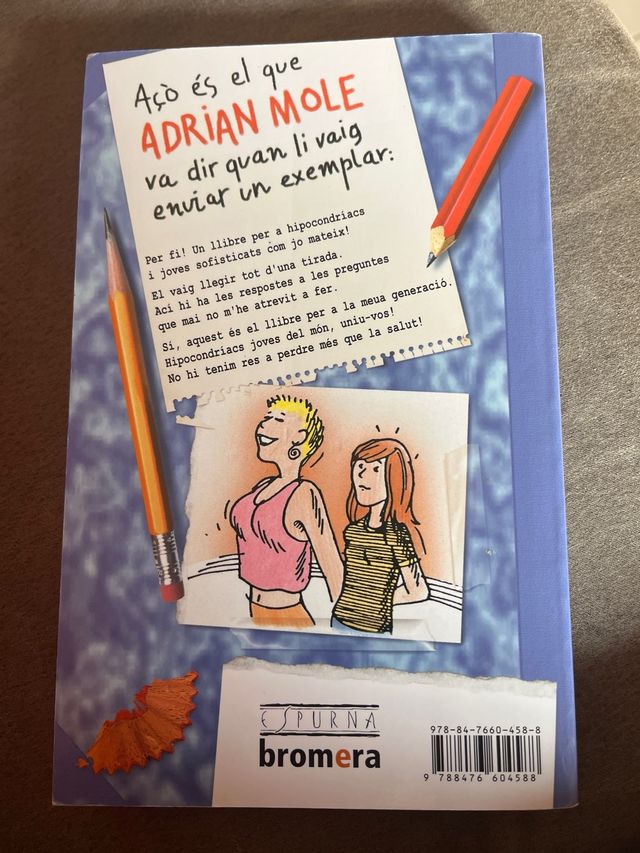 Açò és el que
ADRIAN MOLE
va dir quan li vaig
enviar un exemplar:
Per fi! Un llibre per a hipocondríacs
i joves sofisticats com jo mateix!
El vaig llegir tot d'una tirada.
Ací hi ha les respostes a les preguntes
que mai no m'he atrevit a fer.
Sí, aquest és el llibre per a la meua generació.
Hipocondríacs joves del món, uniu-vos!
No hi tenim res a perdre més que la salut!
ESPURNA
bromera
978-84-7660-458-8
9 788476 604588